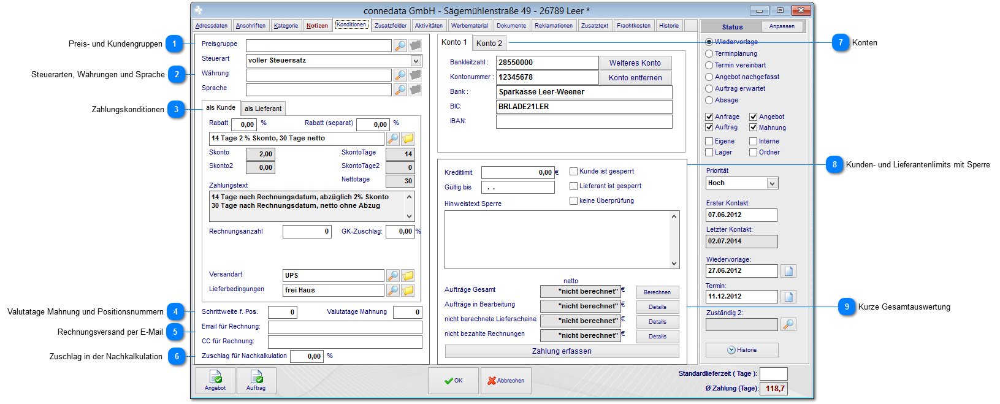 connedata GmbH - Sägemühlenstraße 49 - 26789 Leer *
Adressdaten Anschriften Kategorie Notizen Konditionen Zusatzfelder Aktivitäten Werbematerial Dokumente Reklamationen Zusatztext Frachtkosten Historie
Status Anpassen
Preis- und Kundengruppen 1
Steuerarten, Währungen und Sprache 2
Zahlungskonditionen 3
Valutatage Mahnung und Positionsnummern 4
Rechnungsversand per E-Mail 5
Zuschlag in der Nachkalkulation 6
Preisgruppe
Steuerart voller Steuersatz
Währung
Sprache
als Kunde als Lieferant
Rabatt 0,00 % Rabatt (separat) 0,00 %
14 Tage 2 % Skonto, 30 Tage netto
Skonto 2,00 SkontoTage 14
Skonto2 0,00 SkontoTage2 0
Nettotage 30
Zahlungstext
14 Tage nach Rechnungsdatum, abzüglich 2% Skonto
30 Tage nach Rechnungsdatum, netto ohne Abzug
Rechnungsanzahl 0 GK-Zuschlag: 0,00 %
Versandart UPS
Lieferbedingungen frei Haus
Schrittweite f. Pos. 0 Valutatage Mahnung 0
Email für Rechnung:
CC für Rechnung:
Zuschlag für Nachkalkulation 0,00 %
Konto 1 Konto 2
Bankleitzahl : 28550000 Weiteres Konto
Kontonummer : 12345678 Konto entfernen
Bank : Sparkasse Leer-Weener
BIC: BRLADE21LER
IBAN:
Kreditlimit 0,00 € Kunde ist gesperrt
Gültig bis . . Lieferant ist gesperrt
keine Überprüfung
Hinweistext Sperre
netto
Aufträge Gesamt "nicht berechnet" € Berechnen
Aufträge in Bearbeitung "nicht berechnet" € Details
nicht berechnete Lieferscheine "nicht berechnet" € Details
nicht bezahlte Rechnungen "nicht berechnet" € Details
Zahlung erfassen
Wiedervorlage
Terminplanung
Termin vereinbart
Angebot nachgefasst
Auftrag erwartet
Absage
Anfrage Angebot
Auftrag Mahnung
Eigene Interne
Lager Ordner
Priorität
Hoch
Erster Kontakt:
07.06.2012
Letzter Kontakt:
02.07.2014
Wiedervorlage:
27.06.2012
Termin:
11.12.2012
Zuständig 2:
Historie
7 Konten
8 Kunden- und Lieferantenlimits mit Sperre
9 Kurze Gesamtauswertung
Angebot Auftrag OK Abbrechen
Standardlieferzeit ( Tage ):
Ø Zahlung (Tage): 118,7